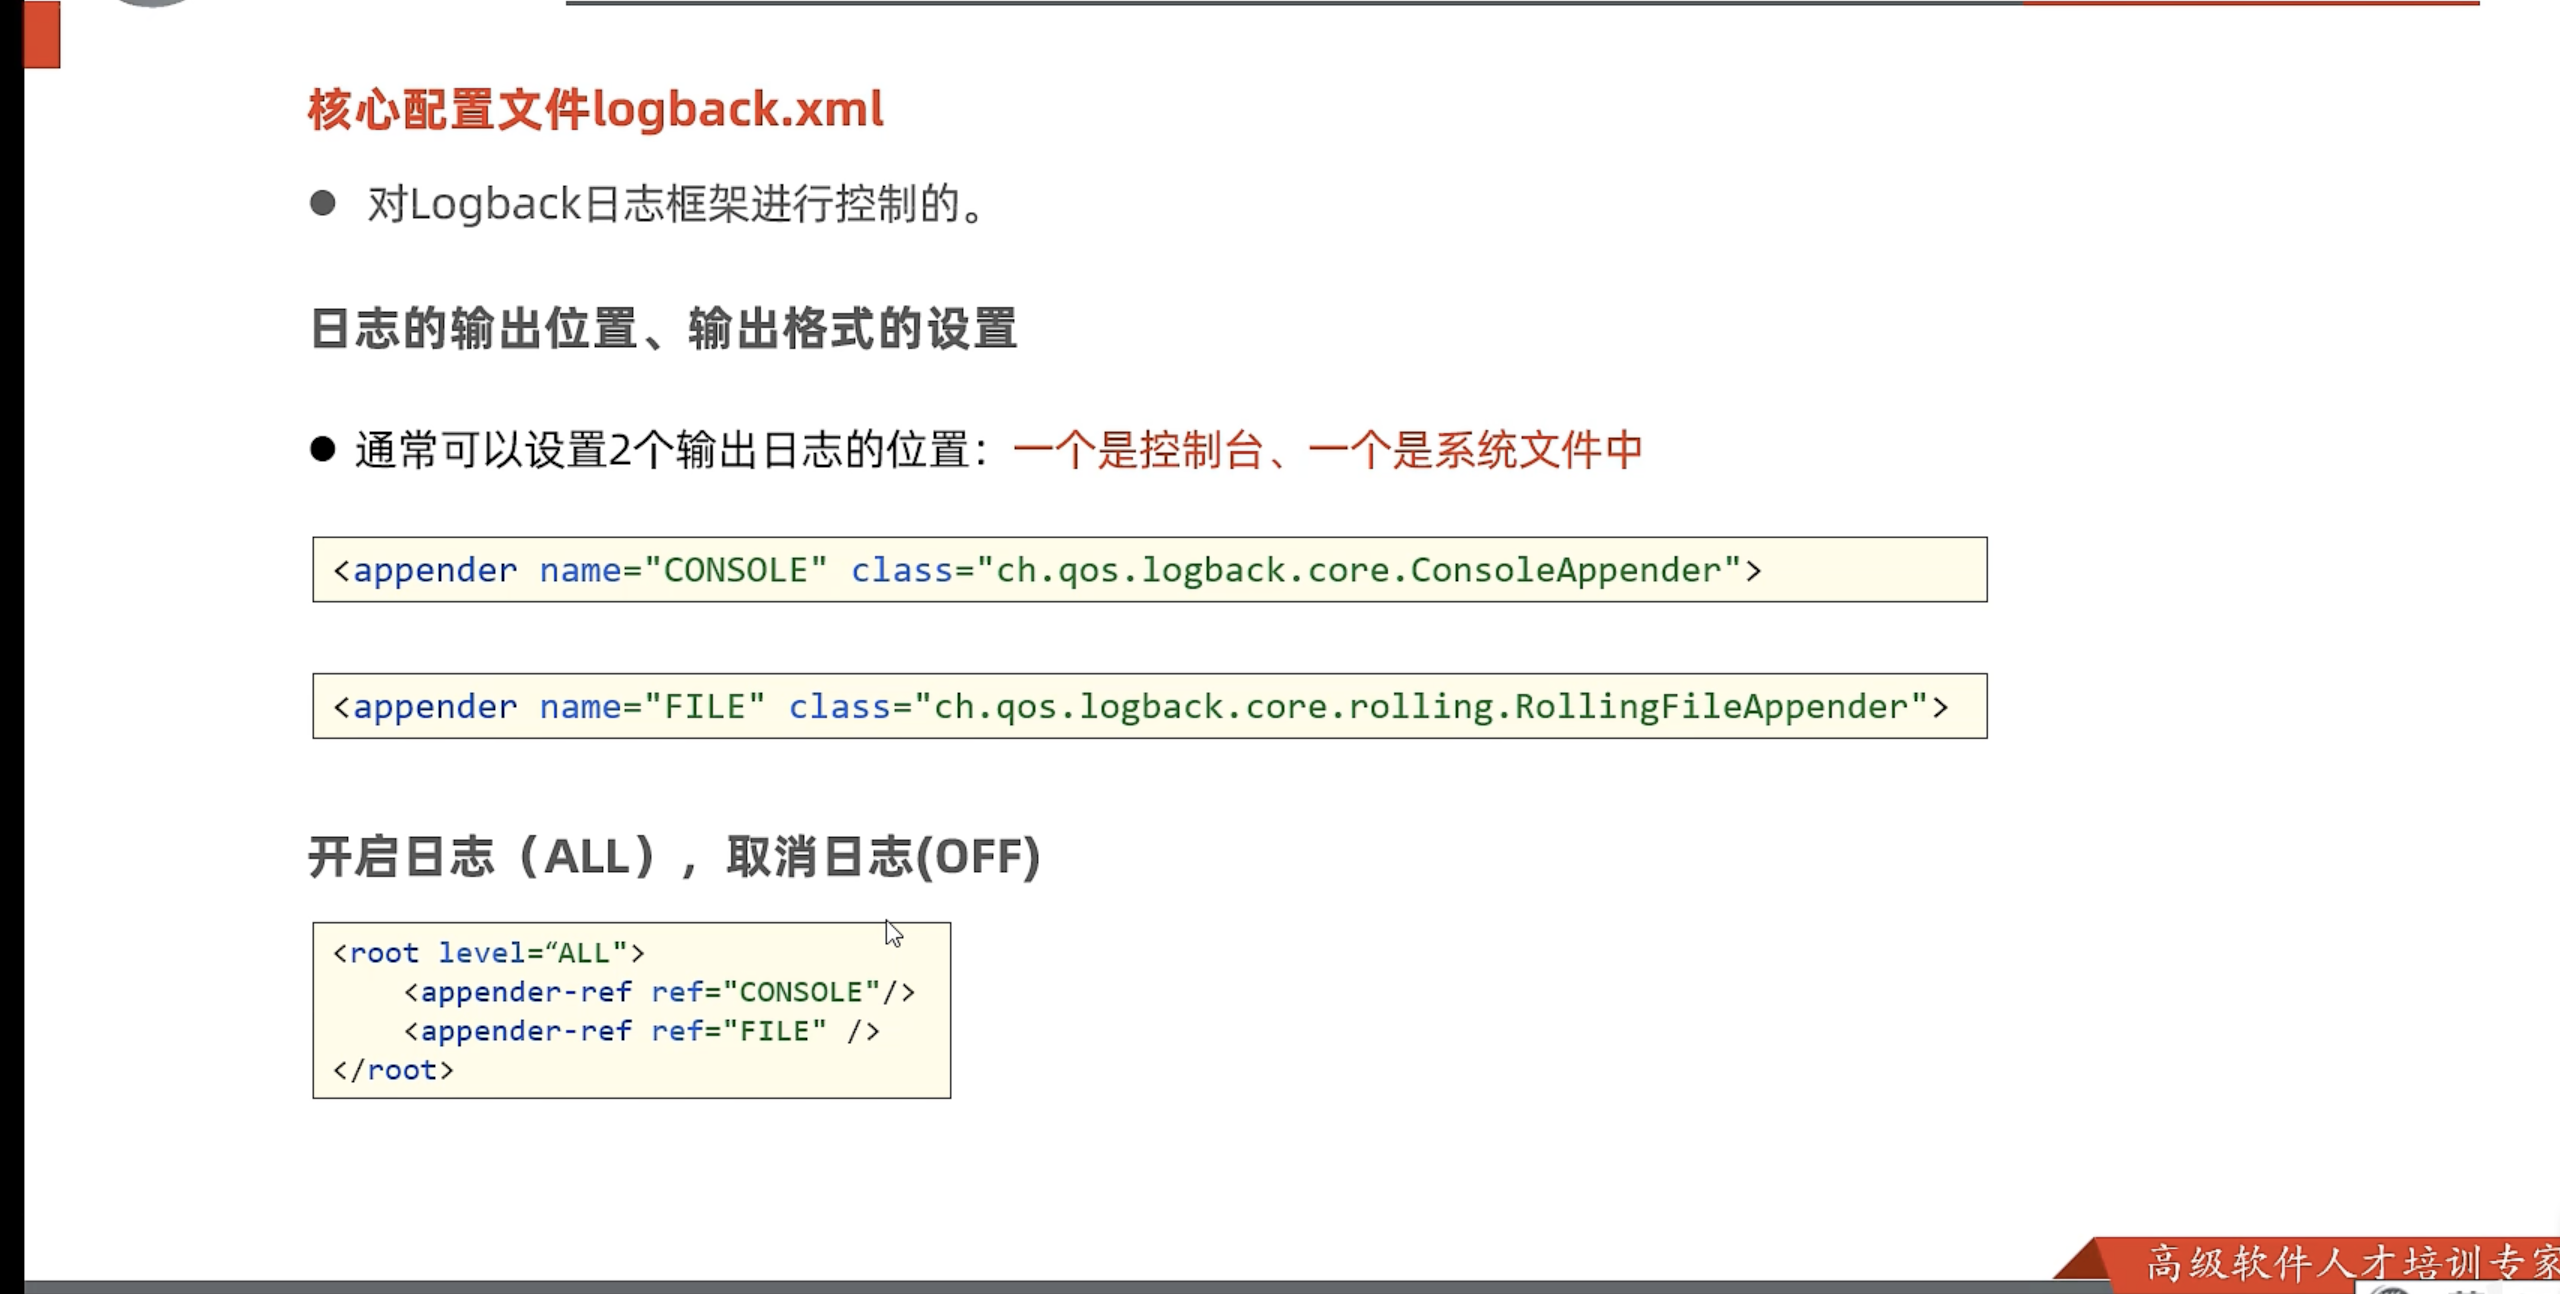 核心配置文件logback.xml
● 对Logback日志框架进行控制的。
日志的输出位置、输出格式的设置
● 通常可以设置2个输出日志的位置：一个是控制台、一个是系统文件中
<appender name="CONSOLE" class="ch.qos.logback.core.ConsoleAppender">
<appender name="FILE" class="ch.qos.logback.core.rolling.RollingFileAppender">
开启日志（ALL），取消日志(OFF)
<root level=“ALL">
    <appender-ref ref="CONSOLE"/>
    <appender-ref ref="FILE" />
</root>
高级软件人才培训专家